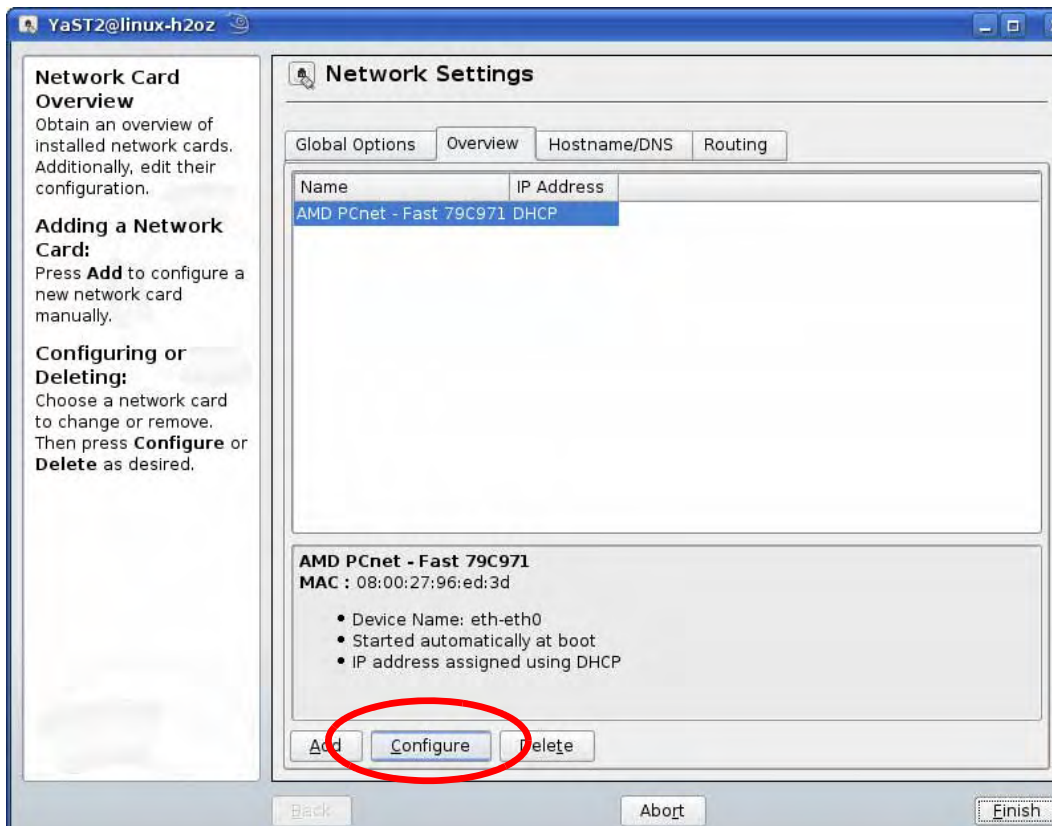 YaST2@linux-h2oz
Network Card
Overview
Obtain an overview of
installed network cards.
Additionally, edit their
configuration.
Adding a Network
Card:
Press Add to configure a
new network card
manually.
Configuring or
Deleting:
Choose a network card
to change or remove.
Then press Configure or
Delete as desired.
Network Settings
Global Options Overview Hostname/DNS Routing
Name IP Address
AMD PCnet - Fast 79C971 DHCP
AMD PCnet - Fast 79C971
MAC : 08:00:27:96:ed:3d
• Device Name: eth-eth0
• Started automatically at boot
• IP address assigned using DHCP
Add Configure Delete
Back Abort Finish